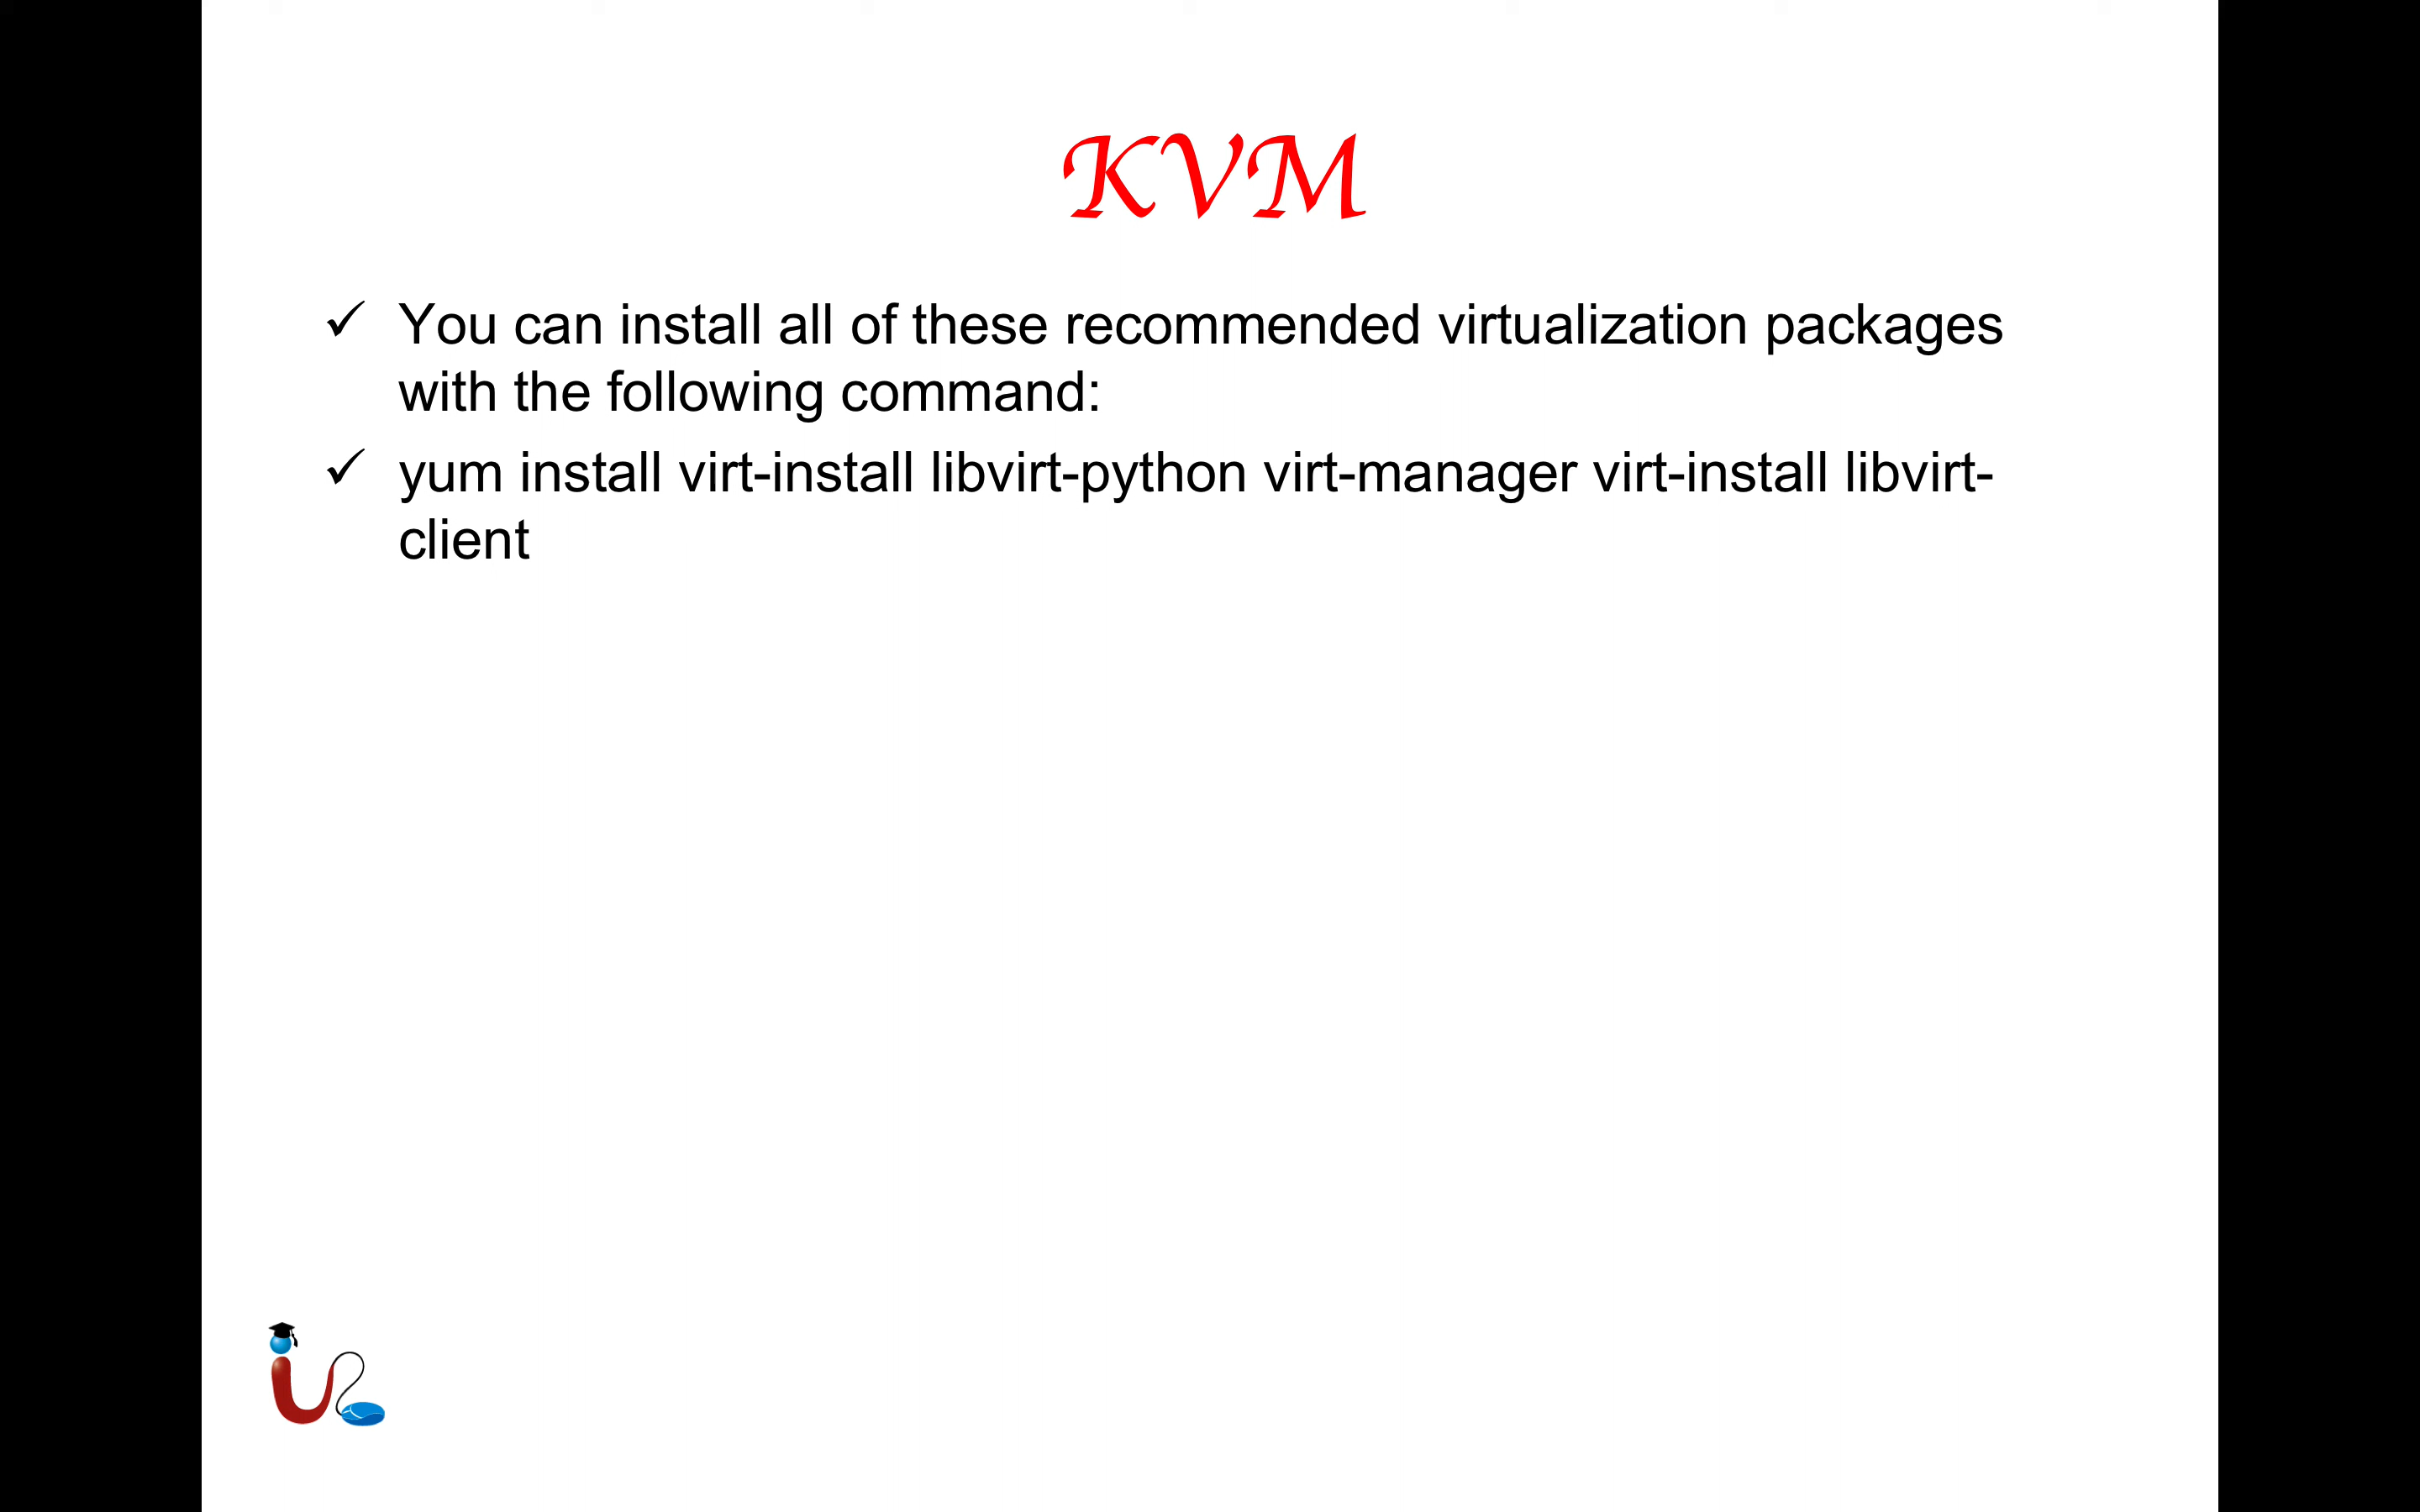 KVM
✓ You can install all of these recommended virtualization packages
with the following command:
✓ yum install virt-install libvirt-python virt-manager virt-install libvirt-
client